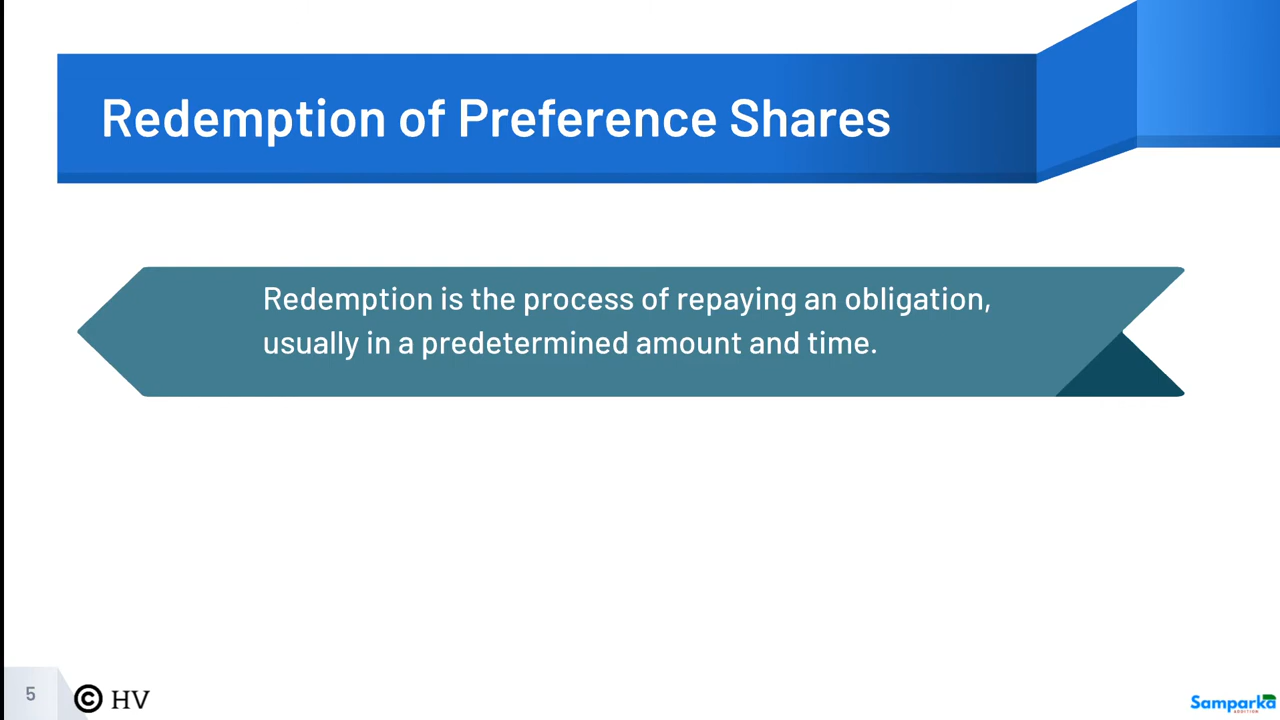 Redemption of Preference Shares
Redemption is the process of repaying an obligation,
usually in a predetermined amount and time.
5
© HV
Samparka